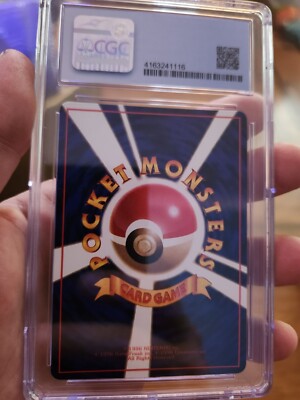 CGC
4163241116
POCKET MONSTERS
CARD GAME